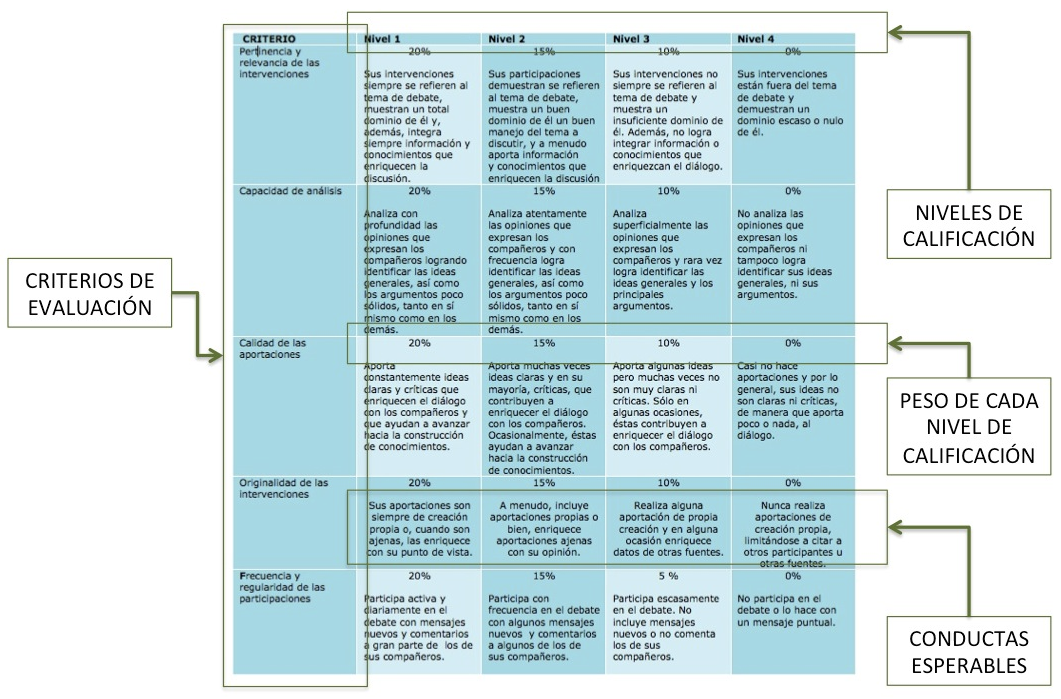 CRITERIO Nivel 1 Nivel 2 Nivel 3 Nivel 4
Pertinencia y
relevancia de las
intervenciones
20%
Sus intervenciones
siempre se refieren al
tema de debate,
muestran un total
dominio de él y,
además, integra
siempre información y
conocimientos que
enriquecen la
discusión.
15%
Sus participaciones
demuestran se refieren
al tema de debate,
muestra un buen
dominio de él un buen
manejo del tema a
discutir, y a menudo
aporta información
y conocimientos que
enriquecen la discusión
10%
Sus intervenciones no
siempre se refieren al
tema de debate y
muestra un
insuficiente dominio de
él. Además, no logra
integrar información o
conocimientos que
enriquezcan el diálogo.
0%
Sus intervenciones
están fuera del tema
de debate y
demuestran un
dominio escaso o nulo
de él.
Capacidad de análisis
20%
Analiza con
profundidad las
opiniones que
expresan los
compañeros logrando
identificar las ideas
generales, así como
los argumentos poco
sólidos, tanto en sí
mismo como en los
demás.
15%
Analiza atentamente
las opiniones que
expresan los
compañeros y con
frecuencia logra
identificar las ideas
generales, así como
los argumentos poco
sólidos, tanto en sí
mismo como en los
demás.
10%
Analiza
superficialmente las
opiniones que
expresan los
compañeros y rara vez
logra identificar las
ideas generales y los
principales
argumentos.
0%
No analiza las
opiniones que
expresan los
compañeros ni
tampoco logra
identificar sus ideas
generales, ni sus
argumentos.
Calidad de las
aportaciones
20%
Aporta
constantemente ideas
claras y críticas que
enriquecen el diálogo
con los compañeros y
que ayudan a avanzar
hacia la construcción
de conocimientos.
15%
Aporta muchas veces
ideas claras y en su
mayoría, críticas, que
contribuyen a
enriquecer el diálogo
con los compañeros.
Ocasionalmente, éstas
ayudan a avanzar
hacia la construcción
de conocimientos.
10%
Aporta algunas ideas
pero muchas veces no
son muy claras ni
críticas. Sólo en
algunas ocasiones,
éstas contribuyen a
enriquecer el diálogo
con los compañeros.
0%
Casi no hace
aportaciones y por lo
general, sus ideas no
son claras ni críticas,
de manera que aporta
poco o nada, al
diálogo.
Originalidad de las
intervenciones
20%
Sus aportaciones son
siempre de creación
propia o, cuando son
ajenas, las enriquece
con su punto de vista.
15%
A menudo, incluye
aportaciones propias o
bien, enriquece
aportaciones ajenas
con su opinión.
10%
Realiza alguna
aportación de propia
creación y en alguna
ocasión enriquece
datos de otras fuentes.
0%
Nunca realiza
aportaciones de
creación propia,
limitándose a citar a
otros participantes u
otras fuentes.
Frecuencia y
regularidad de las
participaciones
20%
Participa activa y
diariamente en el
debate con mensajes
nuevos y comentarios
a gran parte de los de
sus compañeros.
15%
Participa con
frecuencia en el debate
con algunos mensajes
nuevos y comentarios
a algunos de los de
sus compañeros.
5 %
Participa escasamente
en el debate. No
incluye mensajes
nuevos o no comenta
los de sus
compañeros.
0%
No participa en el
debate o lo hace con
un mensaje puntual.
CRITERIOS DE
EVALUACIÓN
NIVELES DE
CALIFICACIÓN
PESO DE CADA
NIVEL DE
CALIFICACIÓN
CONDUCTAS
ESPERABLES